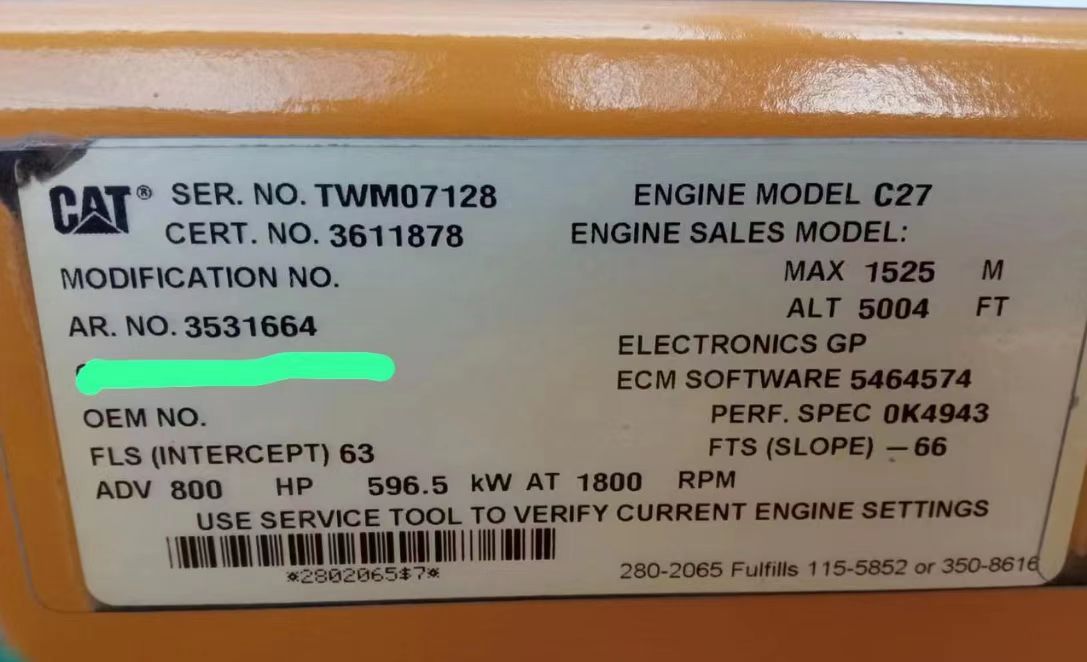 CAT® SER. NO. TWM07128 ENGINE MODEL C27
CERT. NO. 3611878 ENGINE SALES MODEL:
MODIFICATION NO. MAX 1525 M
AR. NO. 3531664 ALT 5004 FT
ELECTRONICS GP
ECM SOFTWARE 5464574
OEM NO. PERF. SPEC 0K4943
FLS (INTERCEPT) 63 FTS (SLOPE) -66
ADV 800 HP 596.5 kW AT 1800 RPM
USE SERVICE TOOL TO VERIFY CURRENT ENGINE SETTINGS
*2802065$7*
280-2065 Fulfills 115-5852 or 350-8616